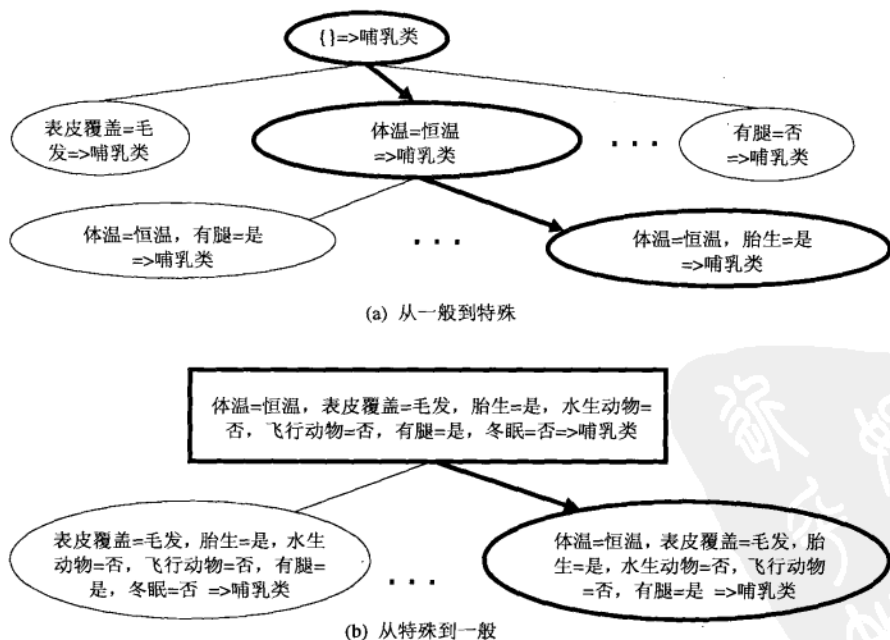 {}=>哺乳类
表皮覆盖=毛
发=>哺乳类
体温=恒温
=>哺乳类
...
有腿=否
=>哺乳类
体温=恒温，有腿=是
=>哺乳类
...
体温=恒温，胎生=是
=>哺乳类
(a) 从一般到特殊
体温=恒温，表皮覆盖=毛发，胎生=是，水生动物=
否，飞行动物=否，有腿=是，冬眠=否=>哺乳类
表皮覆盖=毛发，胎生=是，水生
动物=否，飞行动物=否，有腿=
是，冬眠=否 =>哺乳类
...
体温=恒温，表皮覆盖=毛发，胎
生=是，水生动物=否，飞行动物
=否，有腿=是 =>哺乳类
(b) 从特殊到一般